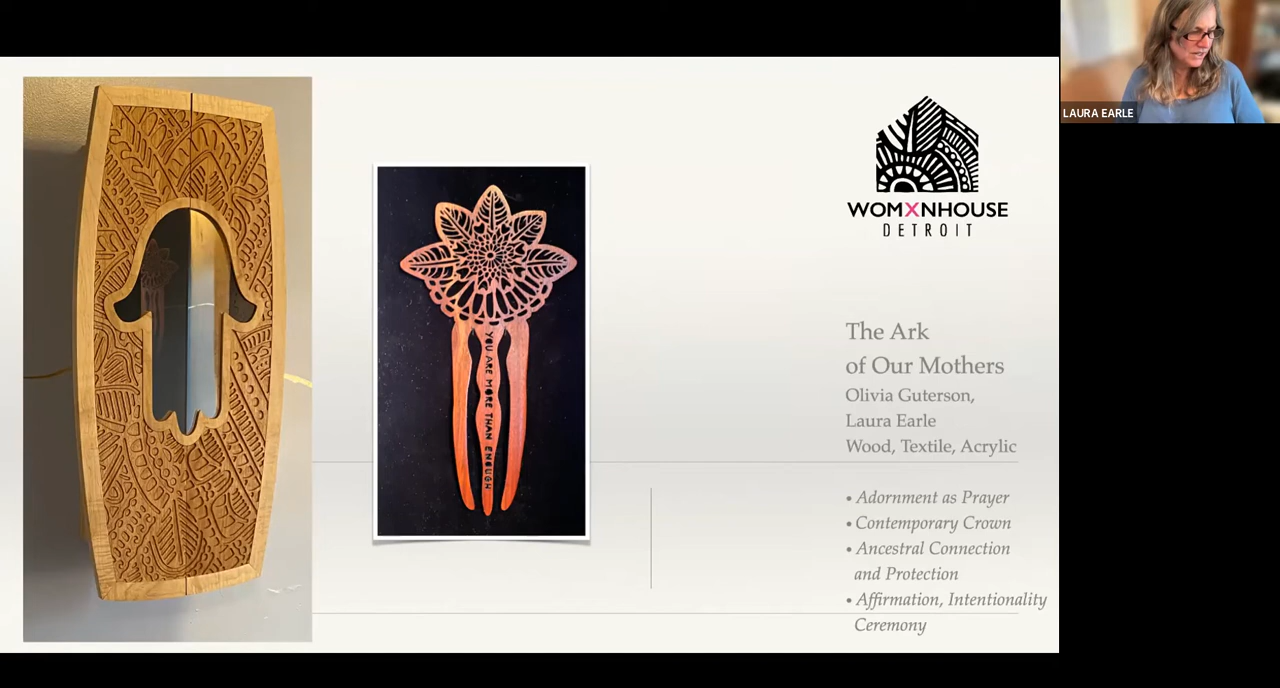 LAURA EARLE
WOMXNHOUSE
DETROIT
YOU ARE MORE THAN ENOUGH
The Ark
of Our Mothers
Olivia Guterson,
Laura Earle
Wood, Textile, Acrylic
• Adornment as Prayer
• Contemporary Crown
• Ancestral Connection
and Protection
• Affirmation, Intentionality
Ceremony